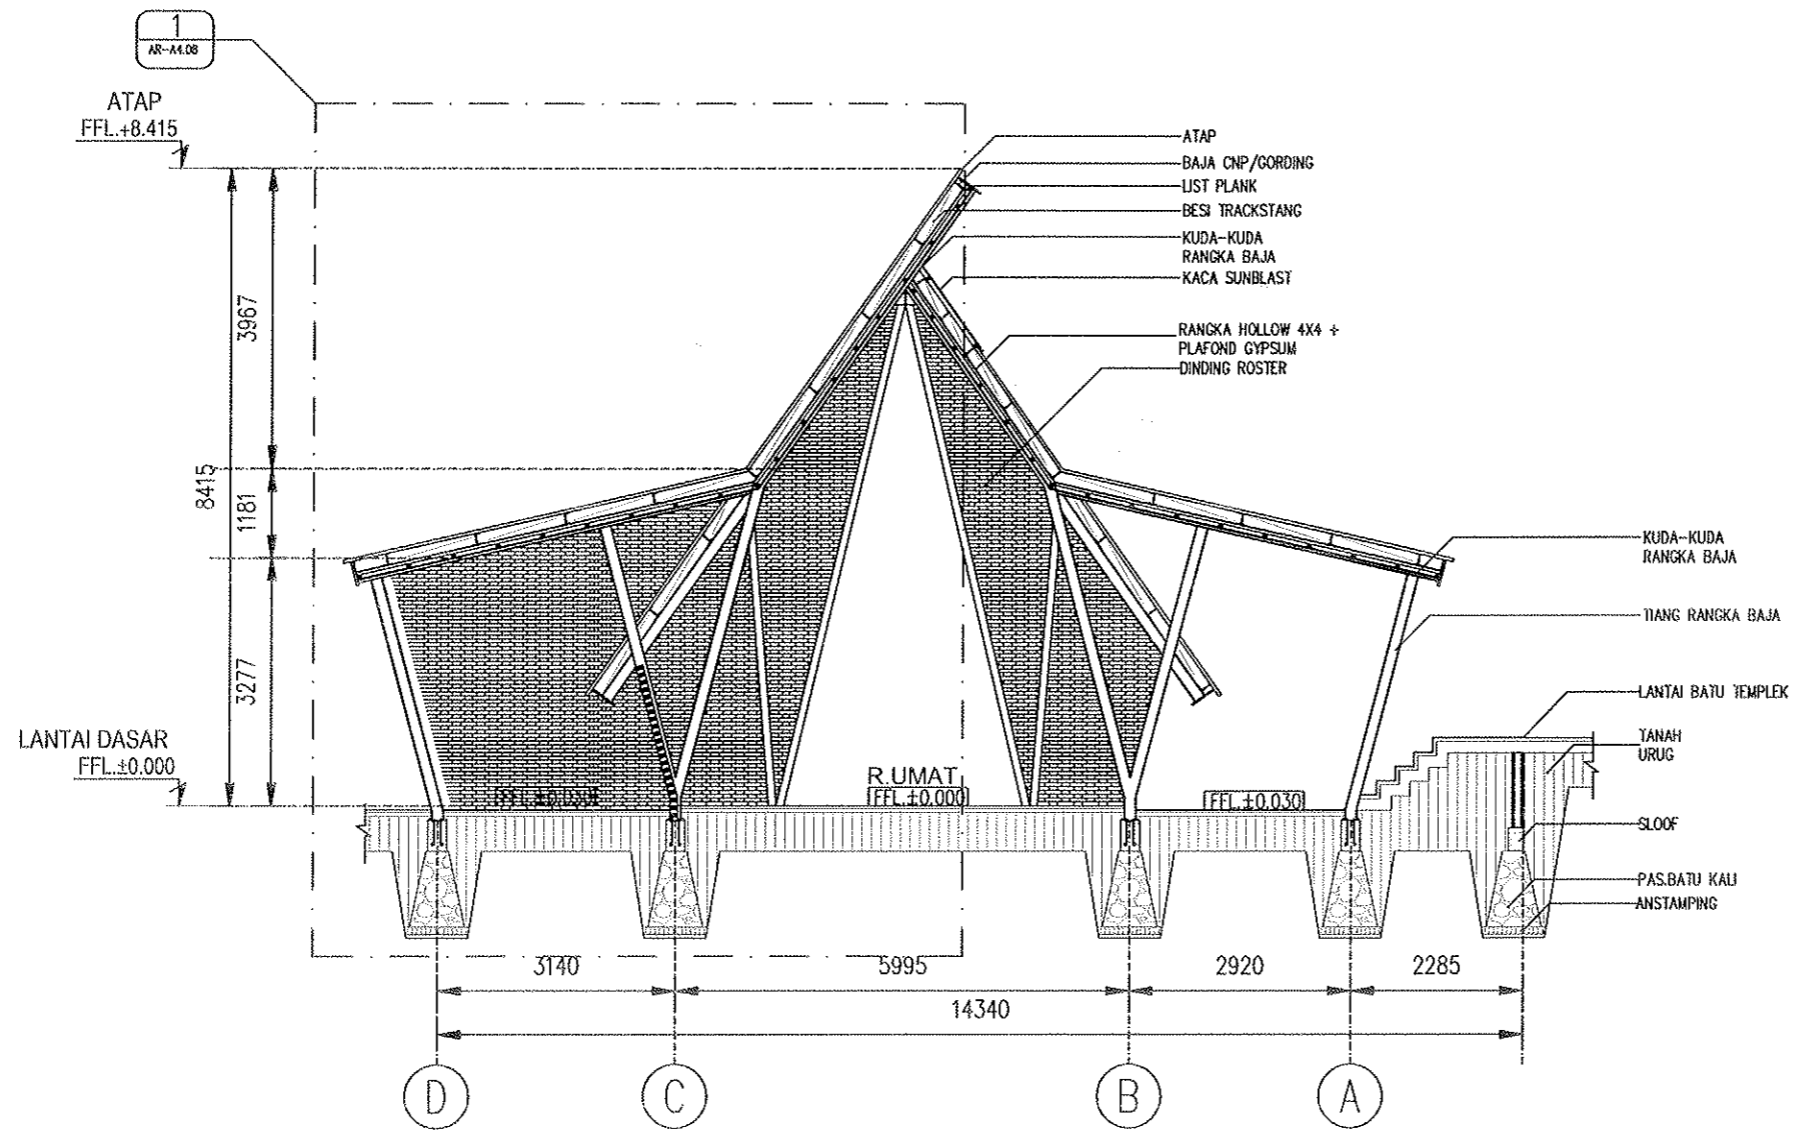 1
AR-A4.08
ATAP
FFL.+8.415
ATAP
BAJA CNP/GORDING
LIST PLANK
BESI TRACKSTANG
KUDA-KUDA
RANGKA BAJA
KACA SUNBLAST
RANGKA HOLLOW 4X4 +
PLAFOND GYPSUM
DINDING ROSTER
3967
8415
1181
3277
KUDA-KUDA
RANGKA BAJA
TIANG RANGKA BAJA
LANTAI BATU TEMPLEK
TANAH
URUG
LANTAI DASAR
FFL.±0.000
R.UMAT
FFL.±0.030
FFL.±0.000
FFL.±0.030
SLOOF
PAS.BATU KALI
ANSTAMPING
3140
5995
2920
2285
14340
D
C
B
A